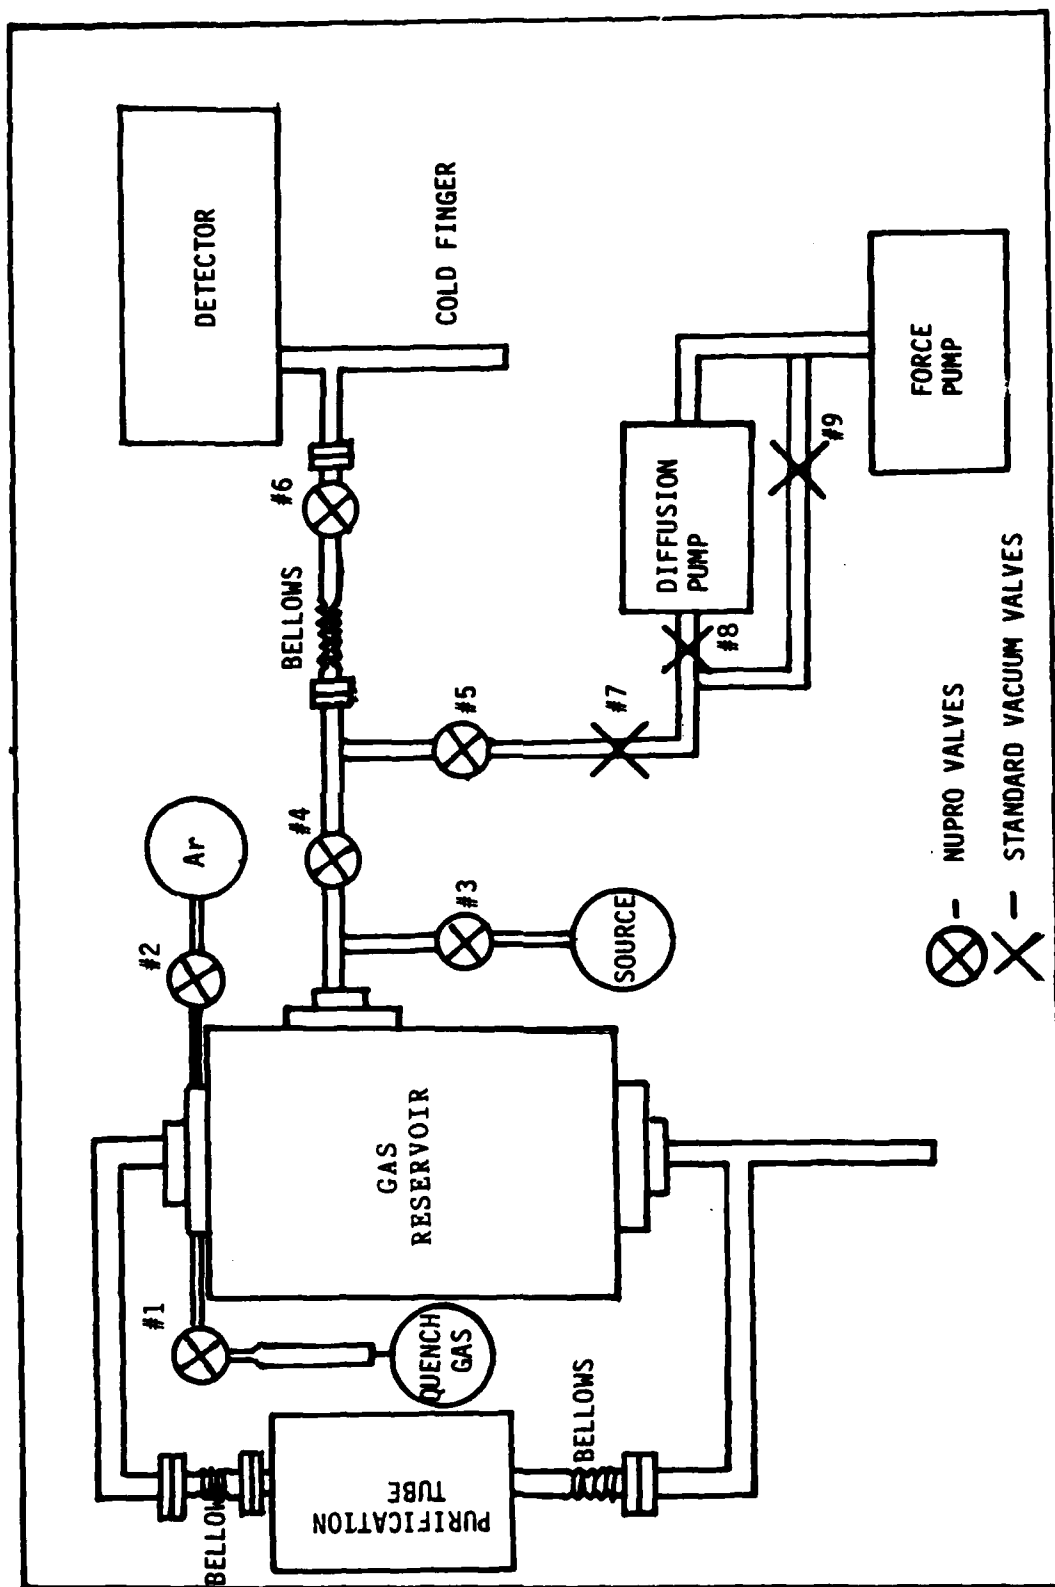 DETECTOR
COLD FINGER
#6
BELLOWS
FORCE
PUMP
#9
DIFFUSION
PUMP
#8
#7
#5
#4
Ar
#2
#3
SOURCE
GAS
RESERVOIR
#1
QUENCH
GAS
BELLOWS
PURIFICATION
TUBE
BELLOWS
- NUPRO VALVES
- STANDARD VACUUM VALVES